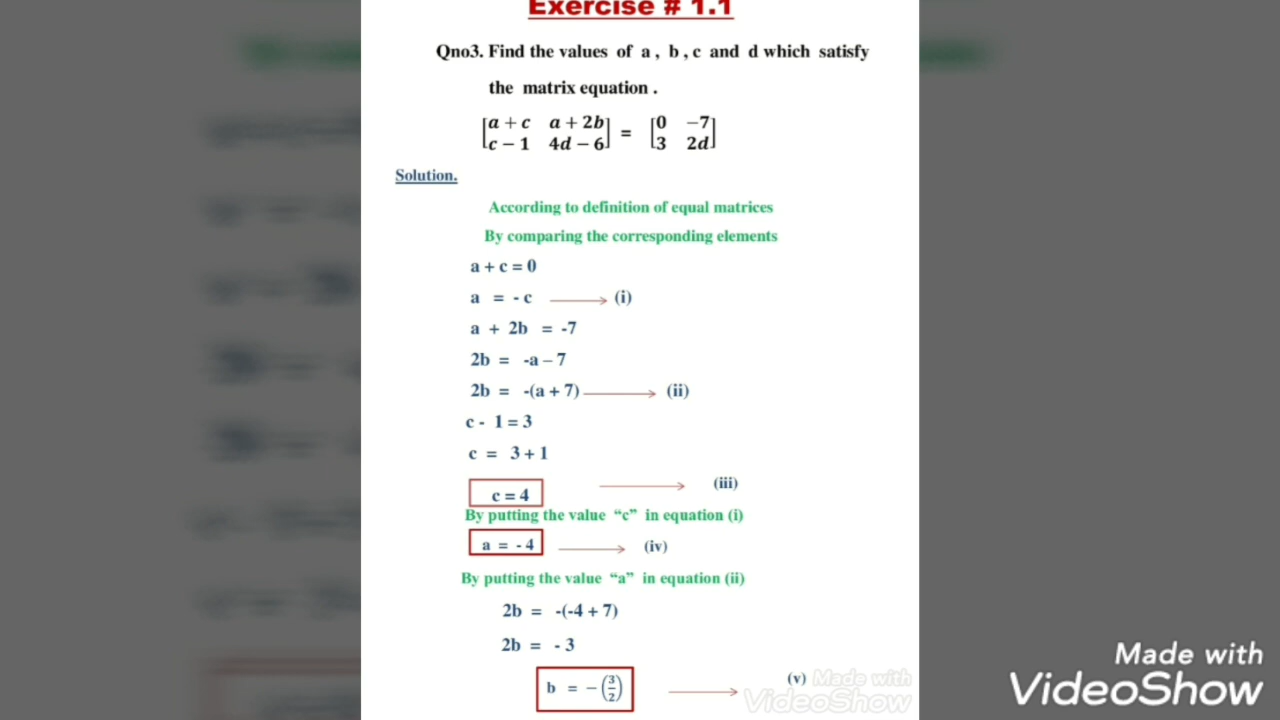 Exercise # 1.1
Qno3. Find the values of a , b , c and d which satisfy
the matrix equation .
[a + c a + 2b] = [0 −7]
[c − 1 4d − 6] [3 2d]
Solution.
According to definition of equal matrices
By comparing the corresponding elements
a + c = 0
a = - c ⟶ (i)
a + 2b = -7
2b = -a – 7
2b = -(a + 7) ⟶ (ii)
c - 1 = 3
c = 3 + 1
c = 4 ⟶ (iii)
By putting the value “c” in equation (i)
a = - 4 ⟶ (iv)
By putting the value “a” in equation (ii)
2b = -(-4 + 7)
2b = - 3
b = −(3/2) ⟶ (v)
Made with
VideoShow
Made with
VideoShow